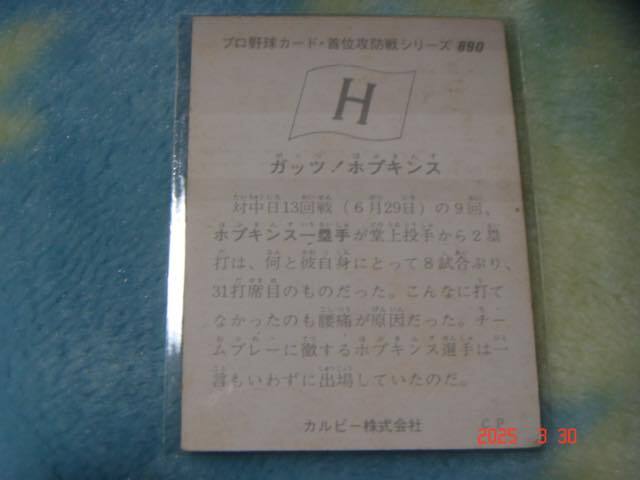 プロ野球カード・首位攻防戦シリーズ 690
H
ガッツ!ホプキンス
対中日13回戦(6月29日)の9回、
ホプキンス一塁手が堂上投手から2塁
打は、何と彼自身にとって8試合ぶり、
31打席目のものだった。こんなに打て
なかったのも腰痛が原因だった。チー
ムプレーに徹するホプキンス選手は一
言もいわずに出場していたのだ。
カルビー株式会社
C P
2025 3 30